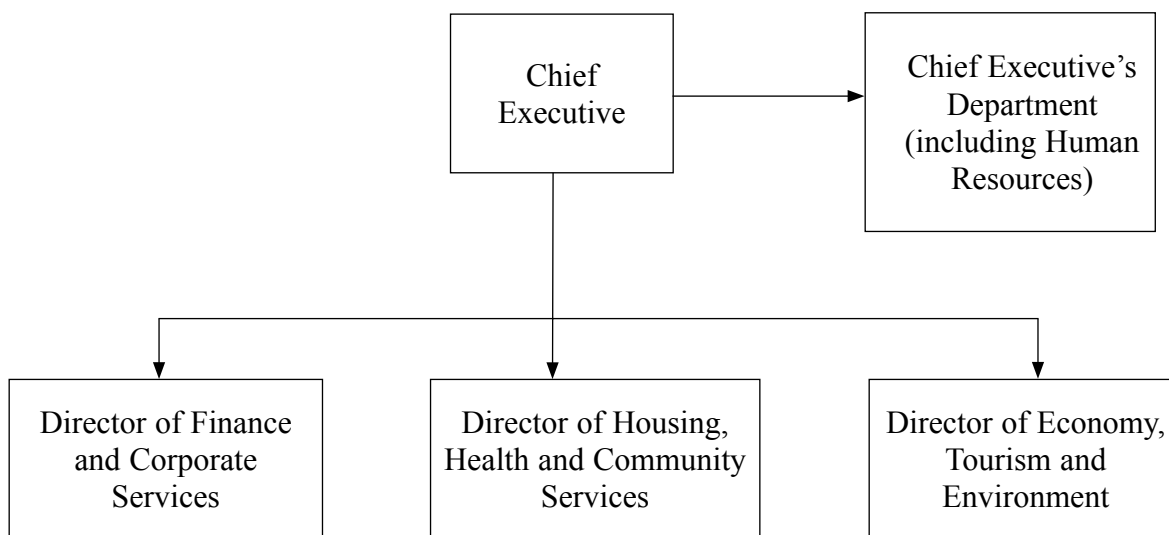 Chief
Executive
Chief Executive’s
Department
(including Human
Resources)
Director of Finance
and Corporate
Services
Director of Housing,
Health and Community
Services
Director of Economy,
Tourism and
Environment